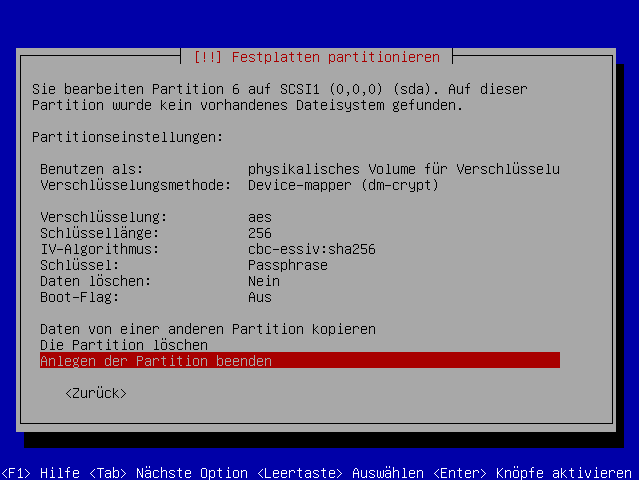 [!!] Festplatten partitionieren
Sie bearbeiten Partition 6 auf SCSI1 (0,0,0) (sda). Auf dieser
Partition wurde kein vorhandenes Dateisystem gefunden.
Partitionseinstellungen:
Benutzen als: physikalisches Volume für Verschlüsselu
Verschlüsselungsmethode: Device-mapper (dm-crypt)
Verschlüsselung: aes
Schlüssellänge: 256
IV-Algorithmus: cbc-essiv:sha256
Schlüssel: Passphrase
Daten löschen: Nein
Boot-Flag: Aus
Daten von einer anderen Partition kopieren
Die Partition löschen
Anlegen der Partition beenden
<Zurück>
<F1> Hilfe <Tab> Nächste Option <Leertaste> Auswählen <Enter> Knöpfe aktivieren